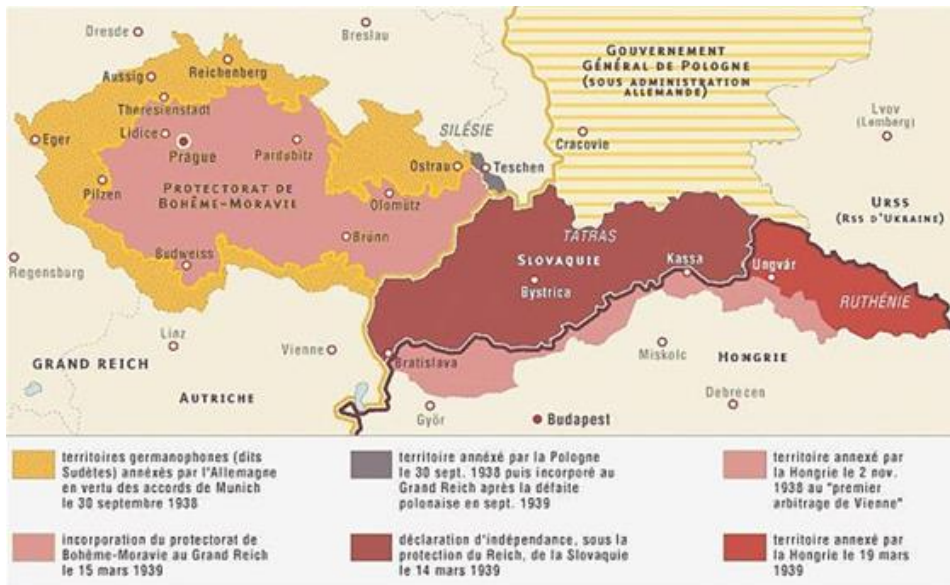 Dresde
Breslau
Reichenberg
Aussig
Theresienstadt
Lidice
Eger
Prague
Pardubitz
PROTECTORAT DE
BOHÊME-MORAVIE
Pilzen
Olomütz
Brünn
Budweiss
Ostrau
SILÉSIE
Teschen
GOUVERNEMENT
GÉNÉRAL DE POLOGNE
(SOUS ADMINISTRATION
ALLEMANDE)
Cracovie
Lvov
(Lemberg)
URSS
(RSS D'UKRAINE)
Regensburg
TATRAS
SLOVAQUIE
Bystrica
Kassa
Ungvár
RUTHÉNIE
Linz
Vienne
Bratislava
Miskolc
HONGRIE
GRAND REICH
AUTRICHE
Györ
Budapest
Debrecen
territoires germanophones (dits
Sudètes) annéxés par l'Allemagne
en vertu des accords de Munich
le 30 septembre 1938
incorporation du protectorat de
Bohême-Moravie au Grand Reich
le 15 mars 1939
territoire annéxé par la Pologne
le 30 sept. 1938 puis incorporé au
Grand Reich après la défaite
polonaise en sept. 1939
déclaration d'indépendance, sous la
protection du Reich, de la Slovaquie
le 14 mars 1939
territoire annexé par
la Hongrie le 2 nov.
1938 au "premier
arbitrage de Vienne"
territoire annexé par
la Hongrie le 19 mars
1939